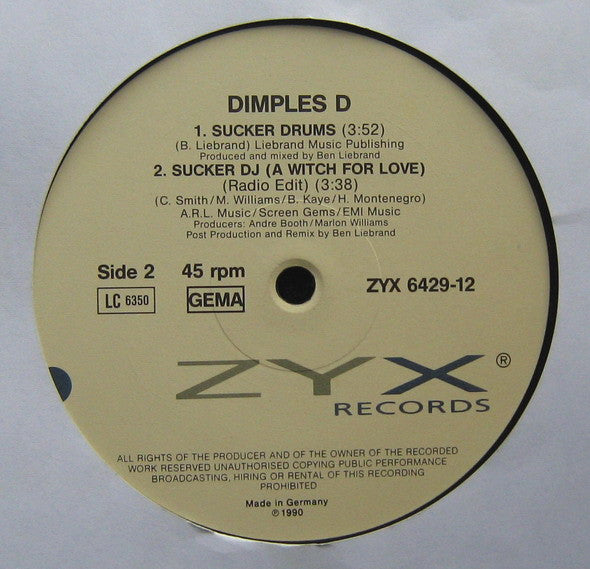 DIMPLES D
1. SUCKER DRUMS (3:52)
(B. Liebrand) Liebrand Music Publishing
Produced and mixed by Ben Liebrand
2. SUCKER DJ (A WITCH FOR LOVE)
(Radio Edit) (3:38)
(C. Smith/M. Williams/B. Kaye/H. Montenegro)
A.R.L. Music/Screen Gems/EMI Music
Producers: Andre Booth/Marlon Williams
Post Production and Remix by Ben Liebrand
Side 2 45 rpm ZYX 6429-12
LC 6350 GEMA
ZYX ®
RECORDS
ALL RIGHTS OF THE PRODUCER AND OF THE OWNER OF THE RECORDED
WORK RESERVED UNAUTHORISED COPYING PUBLIC PERFORMANCE
BROADCASTING, HIRING OR RENTAL OF THIS RECORDING
PROHIBITED
Made in Germany
℗ 1990